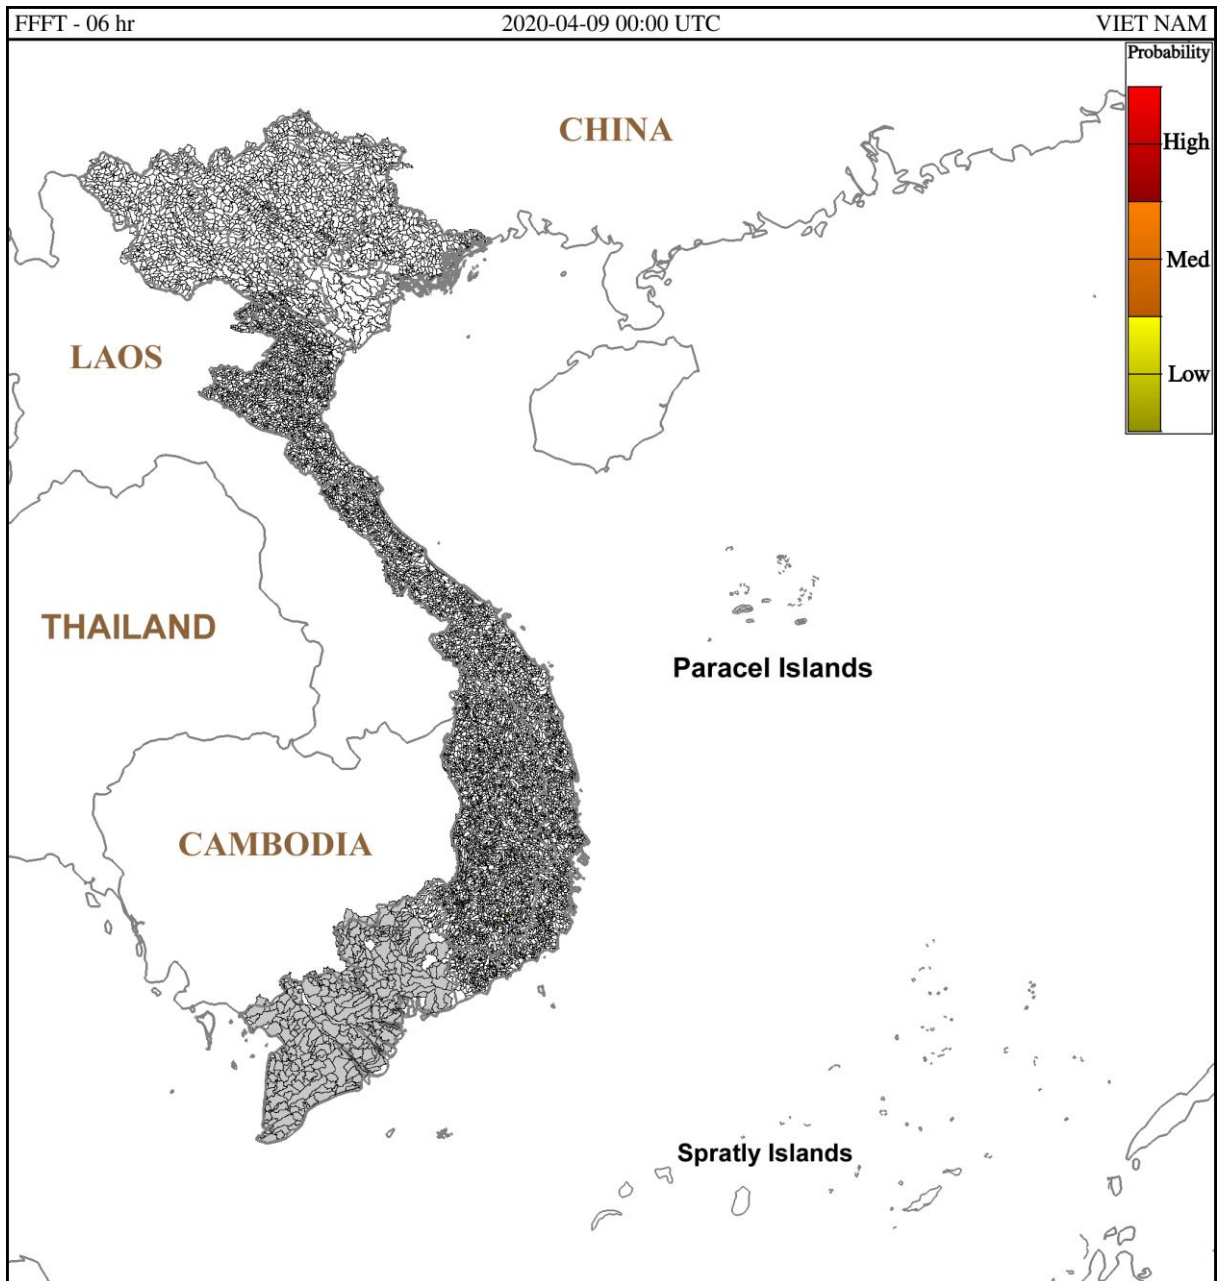 FFFT - 06 hr 2020-04-09 00:00 UTC VIET NAM
Probability
High
Med
Low
CHINA
LAOS
THAILAND
Paracel Islands
CAMBODIA
Spratly Islands